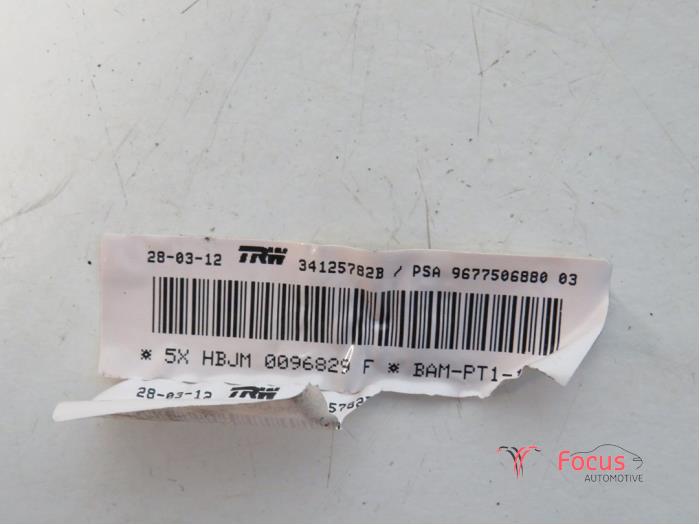 28-03-12 TRW 34125782B / PSA 9677506880 03
* 5X HBJM 0096829 F * BAM-PT1-
28-03-12 TRW
Focus
AUTOMOTIVE